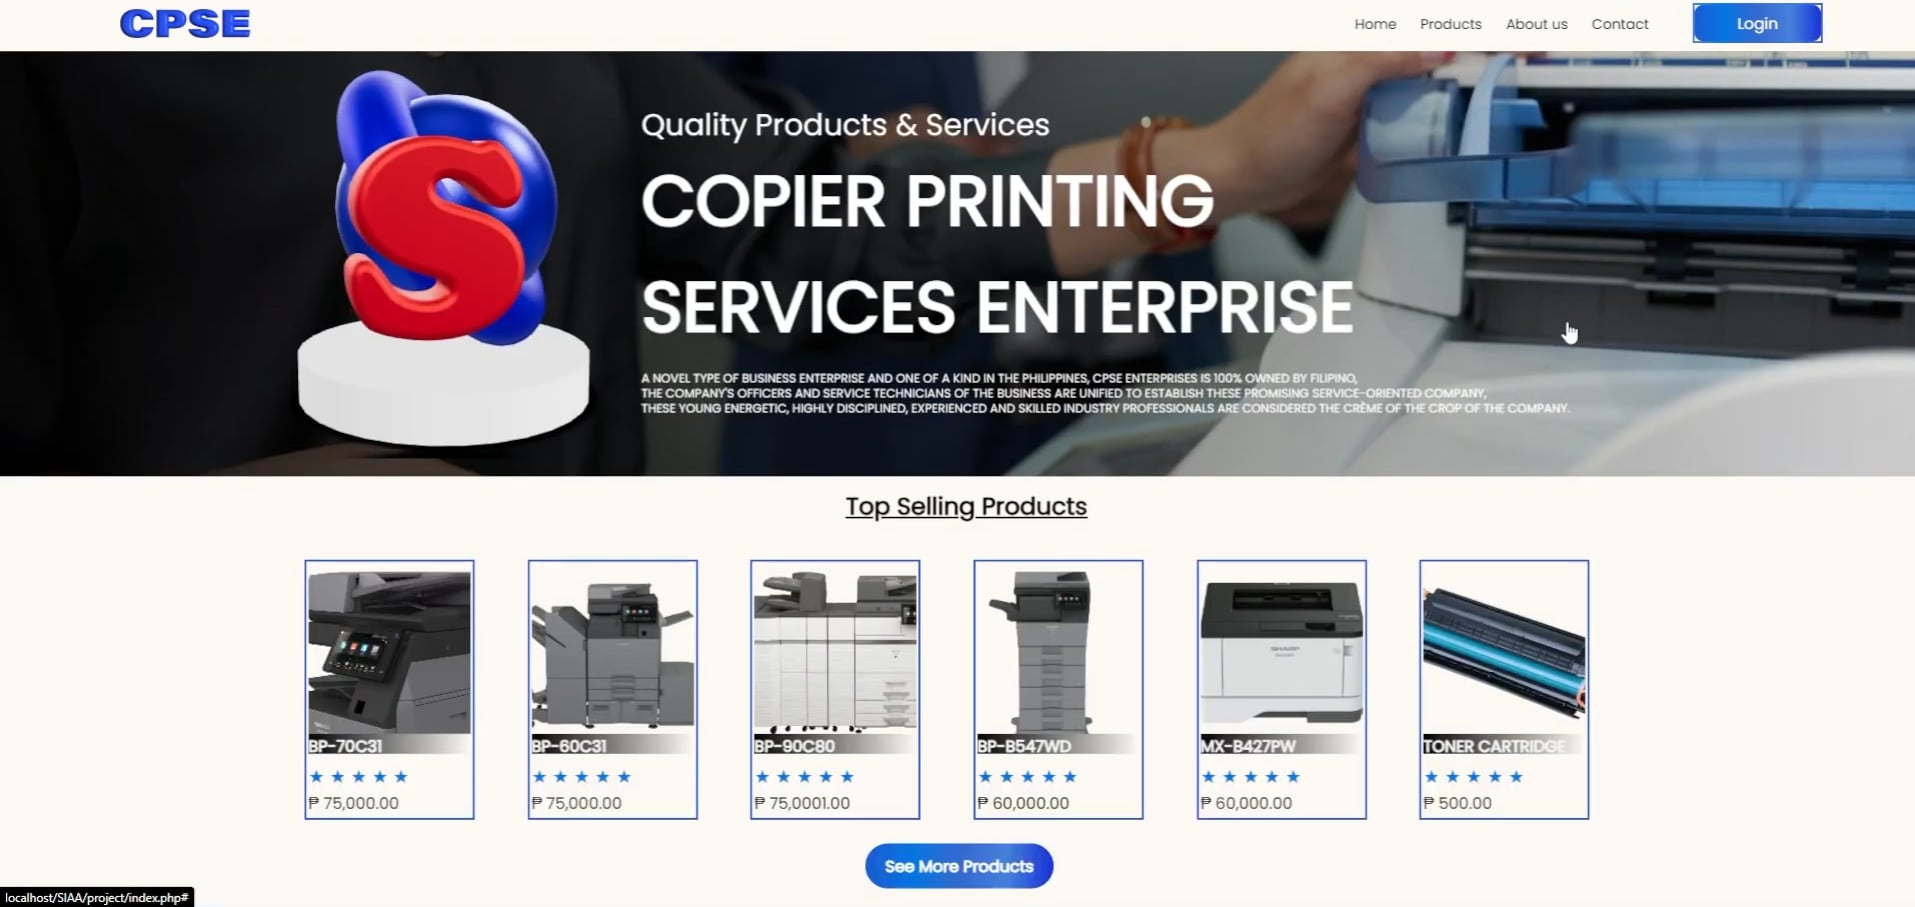 CPSE
Home Products About us Contact Login
Quality Products & Services
COPIER PRINTING
SERVICES ENTERPRISE
A NOVEL TYPE OF BUSINESS ENTERPRISE AND ONE OF A KIND IN THE PHILIPPINES, CPSE ENTERPRISES IS 100% OWNED BY FILIPINO,
THE COMPANY'S OFFICERS AND SERVICE TECHNICIANS OF THE BUSINESS ARE UNIFIED TO ESTABLISH THESE PROMISING SERVICE-ORIENTED COMPANY,
THESE YOUNG ENERGETIC, HIGHLY DISCIPLINED, EXPERIENCED AND SKILLED INDUSTRY PROFESSIONALS ARE CONSIDERED THE CRÈME OF THE CROP OF THE COMPANY.
S
Top Selling Products
SHARP
BP-70C31 BP-60C31 BP-90C80 BP-B547WD MX-B427PW TONER CARTRIDGE
★ ★ ★ ★ ★ ★ ★ ★ ★ ★ ★ ★ ★ ★ ★ ★ ★ ★ ★ ★ ★ ★ ★ ★ ★ ★ ★ ★ ★ ★
₱ 75,000.00 ₱ 75,000.00 ₱ 75,0001.00 ₱ 60,000.00 ₱ 60,000.00 ₱ 500.00
See More Products
localhost/SIAA/project/index.php#